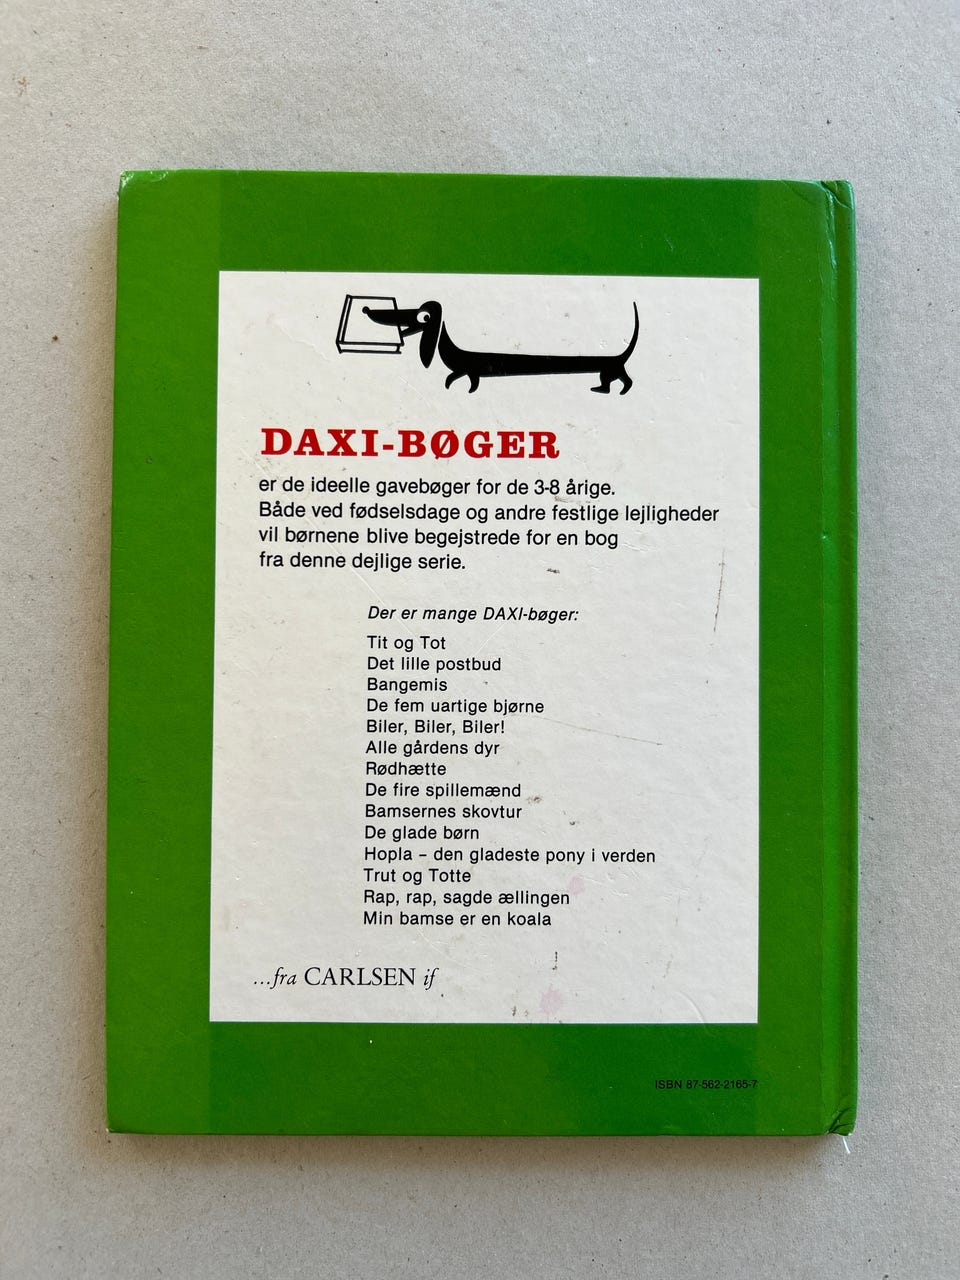 DAXI-BØGER
er de ideelle gavebøger for de 3-8 årige.
Både ved fødselsdage og andre festlige lejligheder
vil børnene blive begejstrede for en bog
fra denne dejlige serie.
Der er mange DAXI-bøger:
Tit og Tot
Det lille postbud
Bangemis
De fem uartige bjørne
Biler, Biler, Biler!
Alle gårdens dyr
Rødhætte
De fire spillemænd
Bamsernes skovtur
De glade børn
Hopla – den gladeste pony i verden
Trut og Totte
Rap, rap, sagde ællingen
Min bamse er en koala
...fra CARLSEN if
ISBN 87-562-2165-7